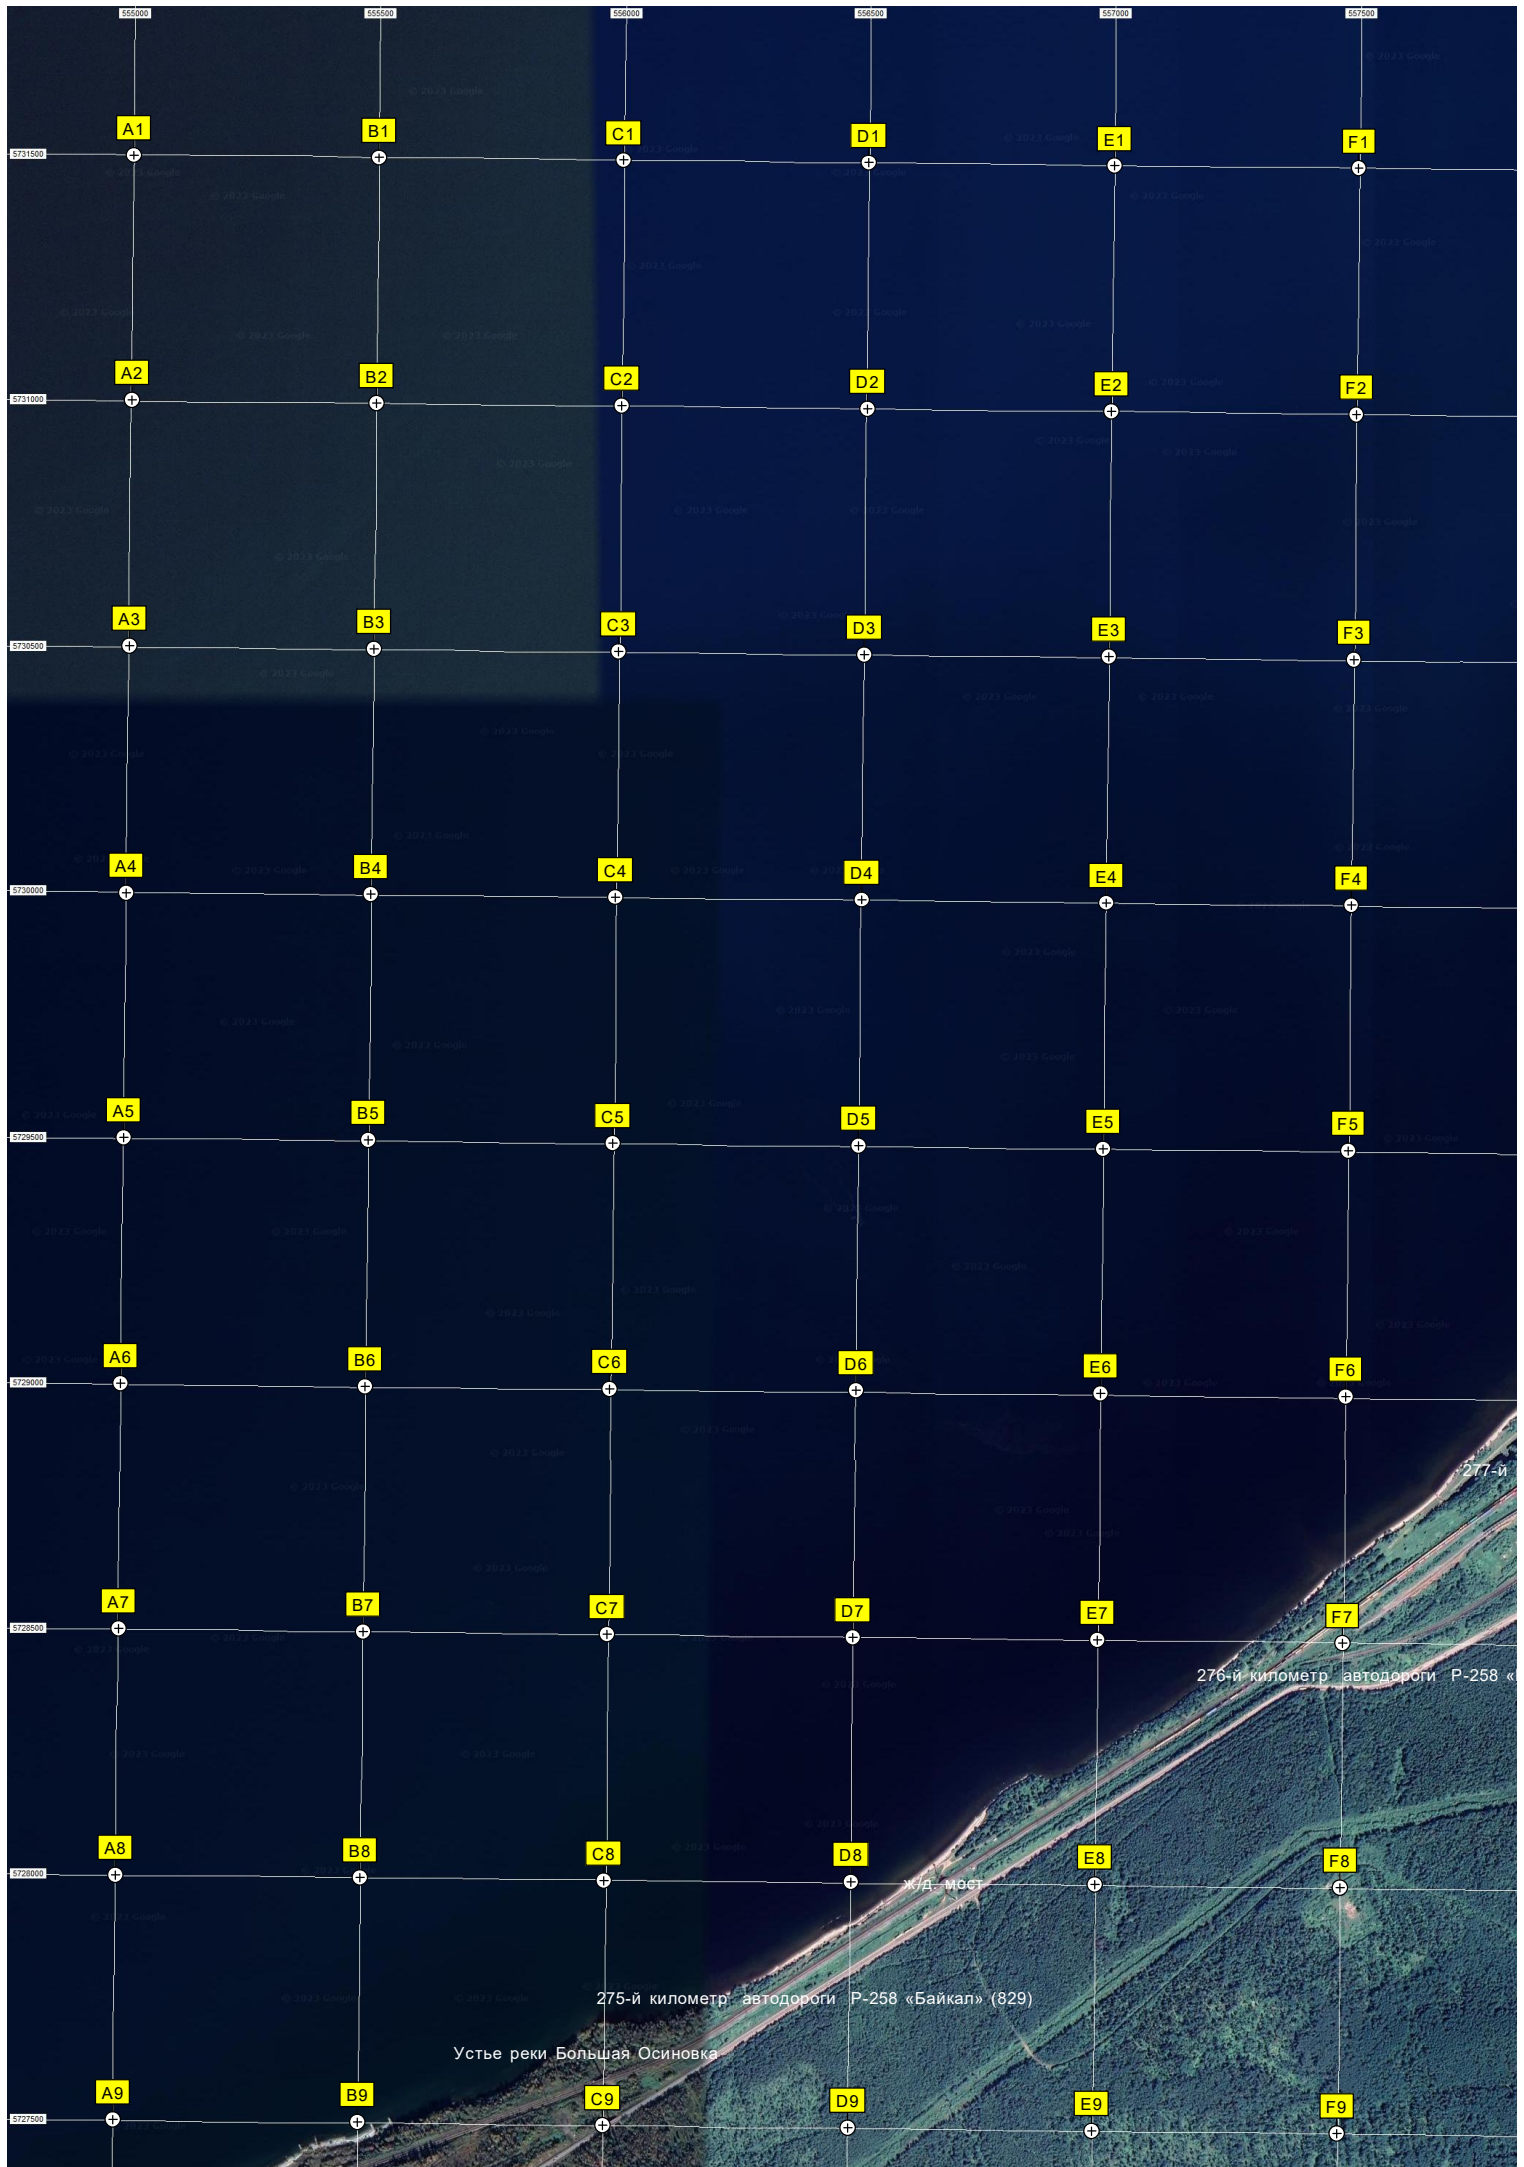 555000 555500 556000 556500 557000 557500
A1 B1 C1 D1 E1 F1
5731500
A2 B2 C2 D2 E2 F2
5731000
A3 B3 C3 D3 E3 F3
5730500
A4 B4 C4 D4 E4 F4
5730000
A5 B5 C5 D5 E5 F5
5729500
A6 B6 C6 D6 E6 F6
5729000
277-й
A7 B7 C7 D7 E7 F7
5728500
276-й километр автодороги Р-258 «
A8 B8 C8 D8 E8 F8
5728000
ж/д. мост
275-й километр автодороги Р-258 «Байкал» (829)
Устье реки Большая Осиновка
A9 B9 C9 D9 E9 F9
5727500
© 2023 Google